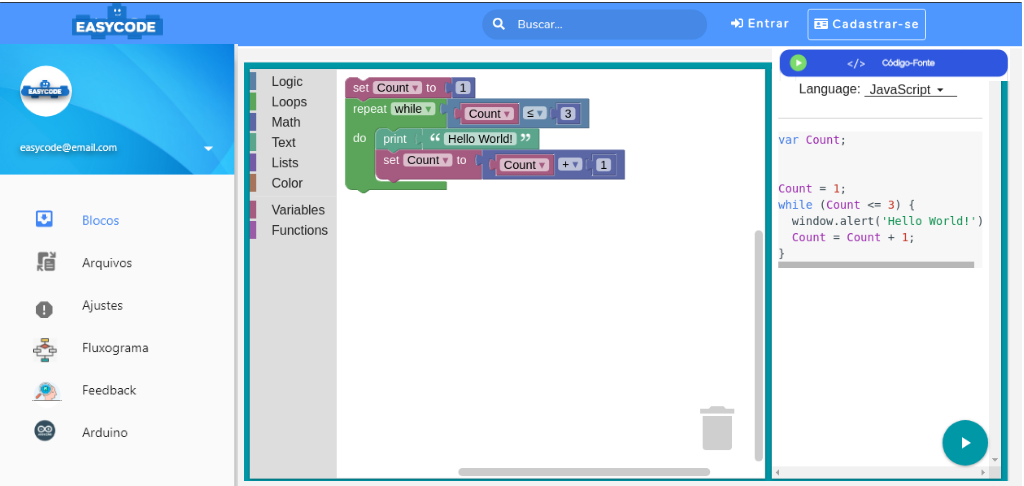 EASYCODE
Buscar...
Entrar
Cadastrar-se
EASYCODE
easycode@email.com
Blocos
Arquivos
Ajustes
Fluxograma
Feedback
Arduino
Logic
Loops
Math
Text
Lists
Color
Variables
Functions
set Count ▾ to 1
repeat while ▾ Count ▾ ≤ ▾ 3
do print “ Hello World! ”
set Count ▾ to Count ▾ + ▾ 1
</> Código-Fonte
Language: JavaScript
var Count;
Count = 1;
while (Count <= 3) {
window.alert('Hello World!')
Count = Count + 1;
}